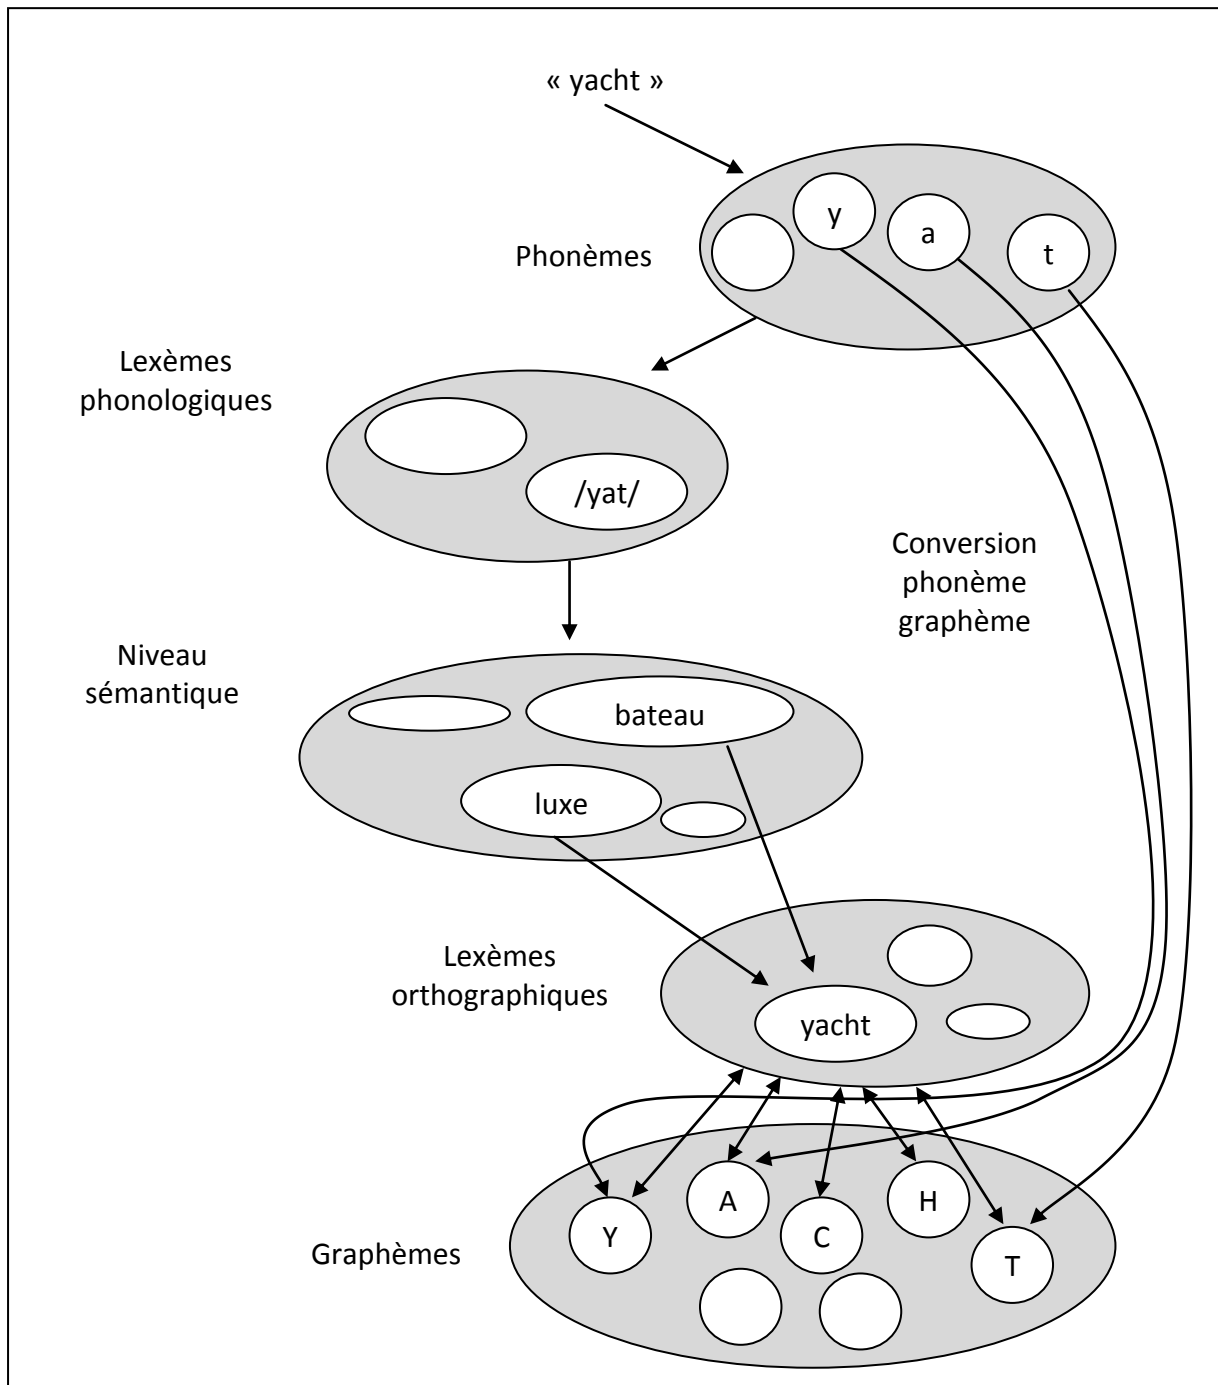 « yacht »
y
a
t
Phonèmes
Lexèmes
phonologiques
/yat/
Conversion
phonème
graphème
Niveau
sémantique
bateau
luxe
Lexèmes
orthographiques
yacht
Graphèmes
Y
A
C
H
T